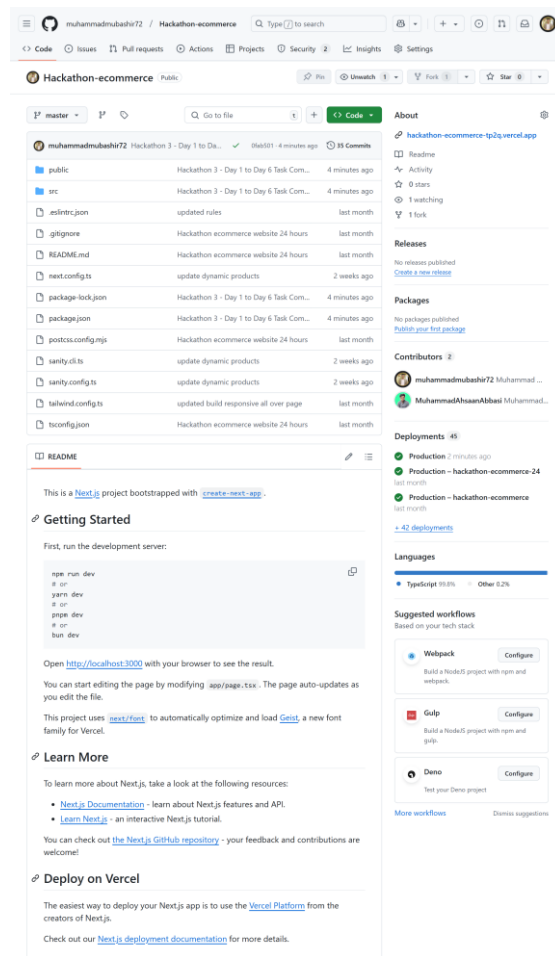 muhammadmubashir72 / Hackathon-ecommerce
Type / to search
Code Issues Pull requests Actions Projects Security 2 Insights Settings
Hackathon-ecommerce Public
Pin Unwatch 1 Fork 1 Star 0
master Go to file t Code
muhammadmubashir72 Hackathon 3 - Day 1 to Da... 4 minutes ago 35 Commits
public Hackathon 3 - Day 1 to Day 6 Task Com... 4 minutes ago
src Hackathon 3 - Day 1 to Day 6 Task Com... 4 minutes ago
.eslintrc.json updated rules last month
.gitignore Hackathon ecommerce website 24 hours last month
README.md Hackathon ecommerce website 24 hours last month
next.config.ts update dynamic products 2 weeks ago
package-lock.json Hackathon 3 - Day 1 to Day 6 Task Com... 4 minutes ago
package.json Hackathon 3 - Day 1 to Day 6 Task Com... 4 minutes ago
postcss.config.mjs Hackathon ecommerce website 24 hours last month
sanity.cli.ts update dynamic products 2 weeks ago
sanity.config.ts update dynamic products 2 weeks ago
tailwind.config.ts updated build responsive all over page last month
tsconfig.json Hackathon ecommerce website 24 hours last month
README
This is a Next.js project bootstrapped with create-next-app.
Getting Started
First, run the development server:
npm run dev
# or
yarn dev
# or
pnpm dev
# or
bun dev
Open http://localhost:3000 with your browser to see the result.
You can start editing the page by modifying app/page.tsx. The page auto-updates as
you edit the file.
This project uses next/font to automatically optimize and load Geist, a new font
family for Vercel.
Learn More
To learn more about Next.js, take a look at the following resources:
• Next.js Documentation - learn about Next.js features and API.
• Learn Next.js - an interactive Next.js tutorial.
You can check out the Next.js GitHub repository - your feedback and contributions are
welcome!
Deploy on Vercel
The easiest way to deploy your Next.js app is to use the Vercel Platform from the
creators of Next.js.
Check out our Next.js deployment documentation for more details.
About
hackathon-ecommerce-tp2q.vercel.app
Readme
Activity
0 stars
1 watching
1 fork
Releases
No releases published
Create a new release
Packages
No packages published
Publish your first package
Contributors 2
muhammadmubashir72 Muhammad ...
MuhammadAhsaanAbbasi Muhammad...
Deployments 45
Production 2 minutes ago
Production – hackathon-ecommerce-24
last month
Production – hackathon-ecommerce
last month
+ 42 deployments
Languages
TypeScript 99.8% Other 0.2%
Suggested workflows
Based on your tech stack
Webpack Configure
Build a NodeJS project with npm and
webpack.
Gulp Configure
Build a NodeJS project with npm and
gulp.
Deno Configure
Test your Deno project
More workflows Dismiss suggestions